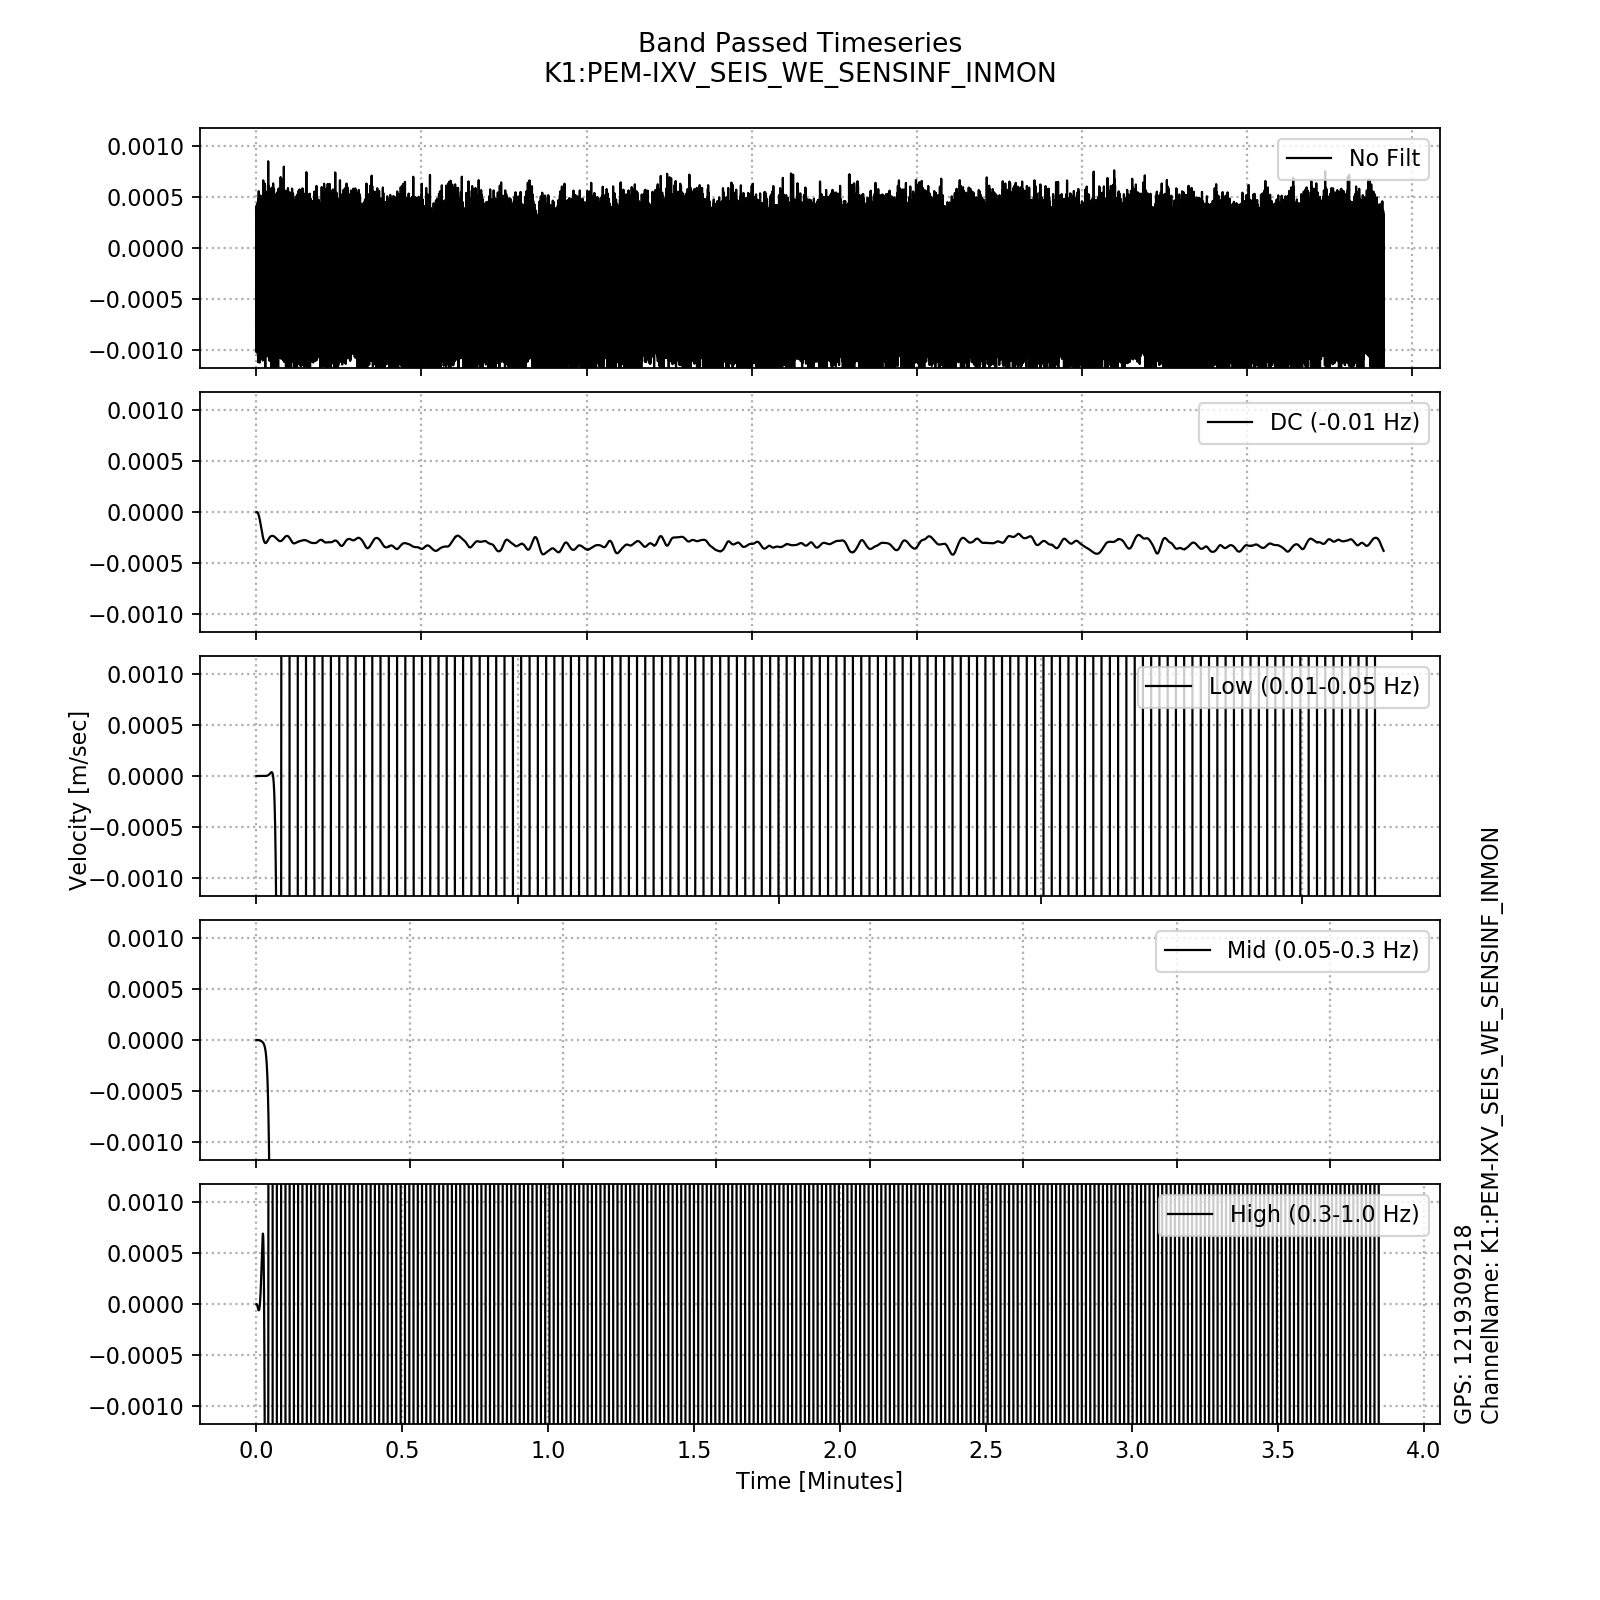 Band Passed Timeseries
K1:PEM-IXV_SEIS_WE_SENSINF_INMON
0.0010
0.0005
0.0000
−0.0005
−0.0010
No Filt
0.0010
0.0005
0.0000
−0.0005
−0.0010
DC (-0.01 Hz)
Velocity [m/sec]
0.0010
0.0005
0.0000
−0.0005
−0.0010
Low (0.01-0.05 Hz)
0.0010
0.0005
0.0000
−0.0005
−0.0010
Mid (0.05-0.3 Hz)
0.0010
0.0005
0.0000
−0.0005
−0.0010
High (0.3-1.0 Hz)
0.0 0.5 1.0 1.5 2.0 2.5 3.0 3.5 4.0
Time [Minutes]
GPS: 1219309218
ChannelName: K1:PEM-IXV_SEIS_WE_SENSINF_INMON